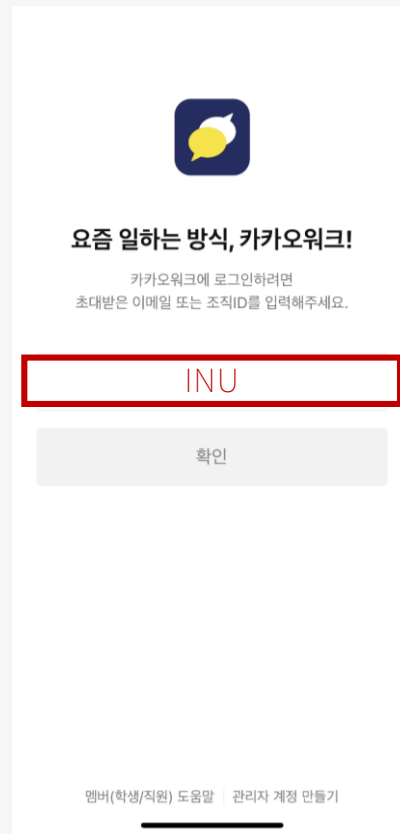 요즘 일하는 방식, 카카오워크!
카카오워크에 로그인하려면
초대받은 이메일 또는 조직ID를 입력해주세요.
INU
확인
멤버(학생/직원) 도움말 | 관리자 계정 만들기